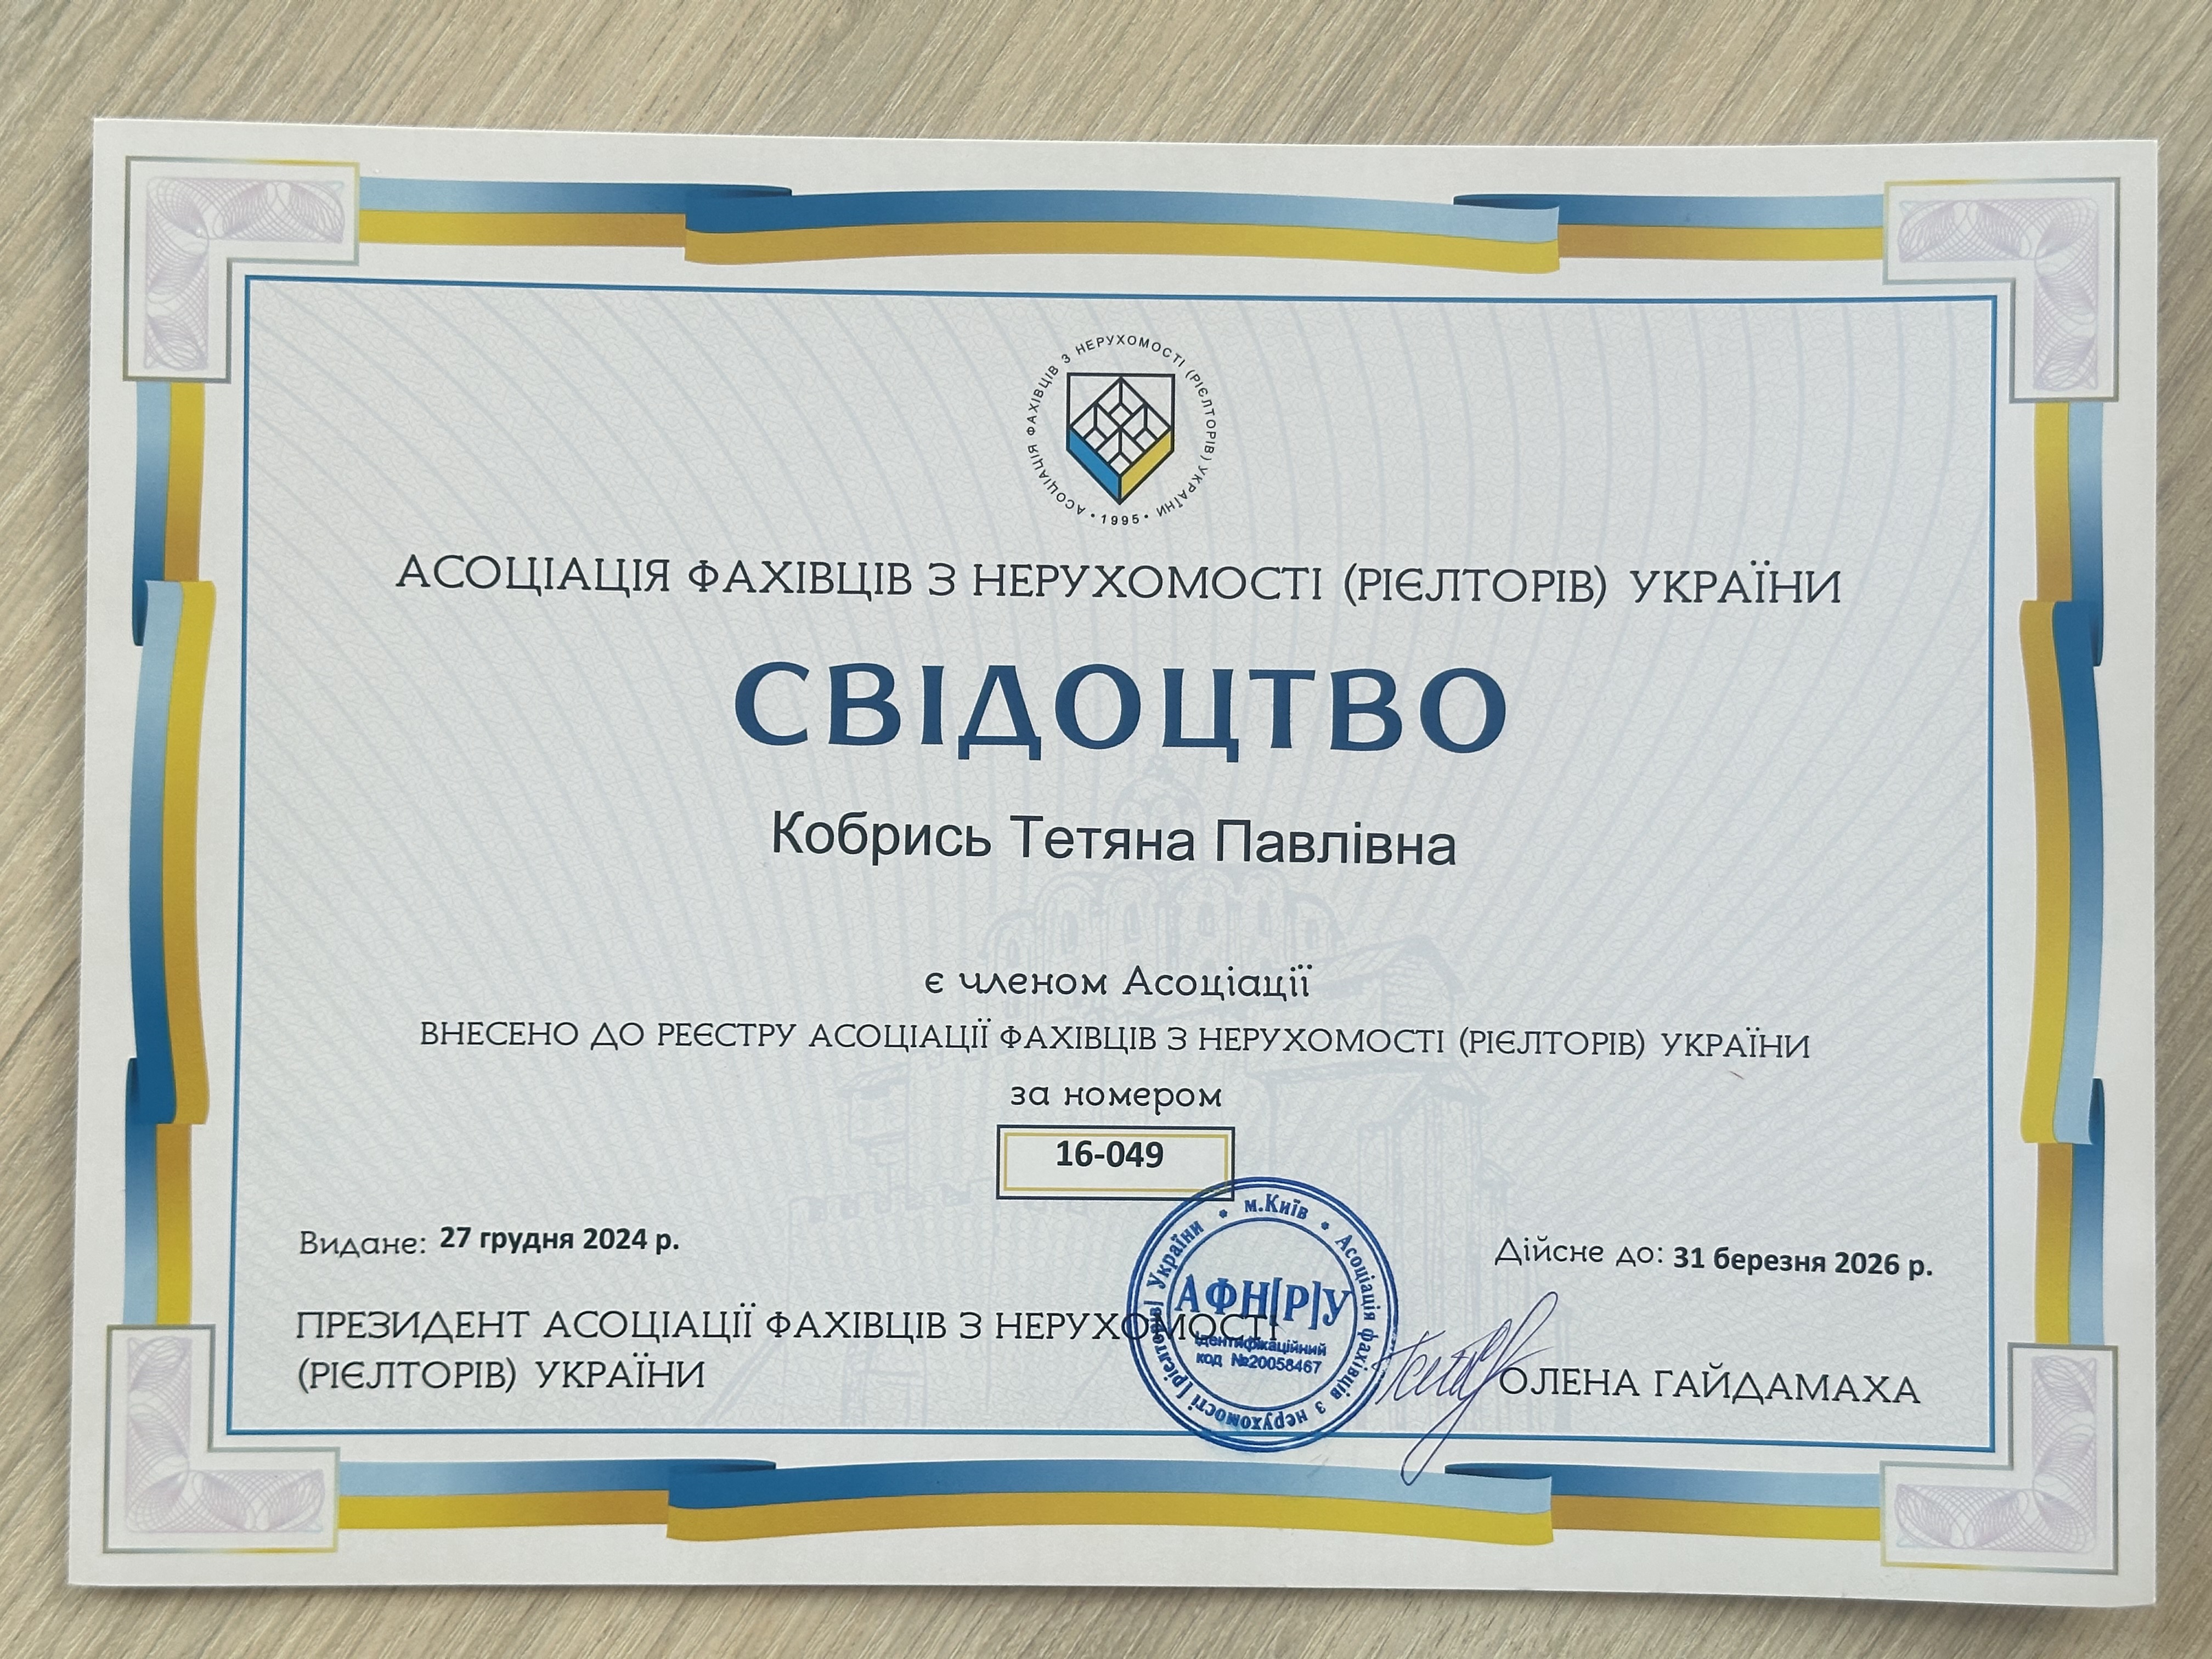 АСОЦІАЦІЯ ФАХІВЦІВ З НЕРУХОМОСТІ (РІЄЛТОРІВ) УКРАЇНИ • 1995 •
АСОЦІАЦІЯ ФАХІВЦІВ З НЕРУХОМОСТІ (РІЄЛТОРІВ) УКРАЇНИ
СВІДОЦТВО
Кобрись Тетяна Павлівна
є членом Асоціації
ВНЕСЕНО ДО РЕЄСТРУ АСОЦІАЦІЇ ФАХІВЦІВ З НЕРУХОМОСТІ (РІЄЛТОРІВ) УКРАЇНИ
за номером
16-049
Видане: 27 грудня 2024 р.
Дійсне до: 31 березня 2026 р.
ПРЕЗИДЕНТ АСОЦІАЦІЇ ФАХІВЦІВ З НЕРУХОМОСТІ
(РІЄЛТОРІВ) УКРАЇНИ
м.Київ • Асоціація фахівців з нерухомості [рієлторів] України •
АФН[Р]У
Ідентифікаційний
код №20058467
ОЛЕНА ГАЙДАМАХА